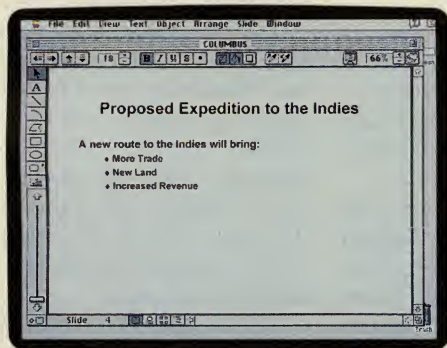 File Edit View Text Object Arrange Slide Window
COLUMBUS
18 B I U S 66%
A
Proposed Expedition to the Indies
A new route to the Indies will bring:
♦ More Trade
♦ New Land
♦ Increased Revenue
Slide 4
Trash